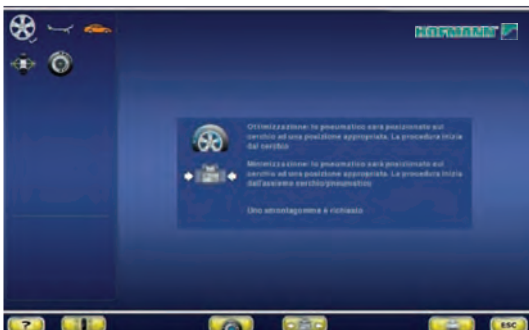 HOFMANN
Ottimizzazione: lo pneumatico sarà posizionato sul
cerchio ad una posizione appropriata. La procedura inizia
dal cerchio
Minimizzazione: lo pneumatico sarà posizionato sul
cerchio ad una posizione appropriata. La procedura inizia
dall'assieme cerchio/pneumatico
Uno smontagomme è richiesto
?
ESC